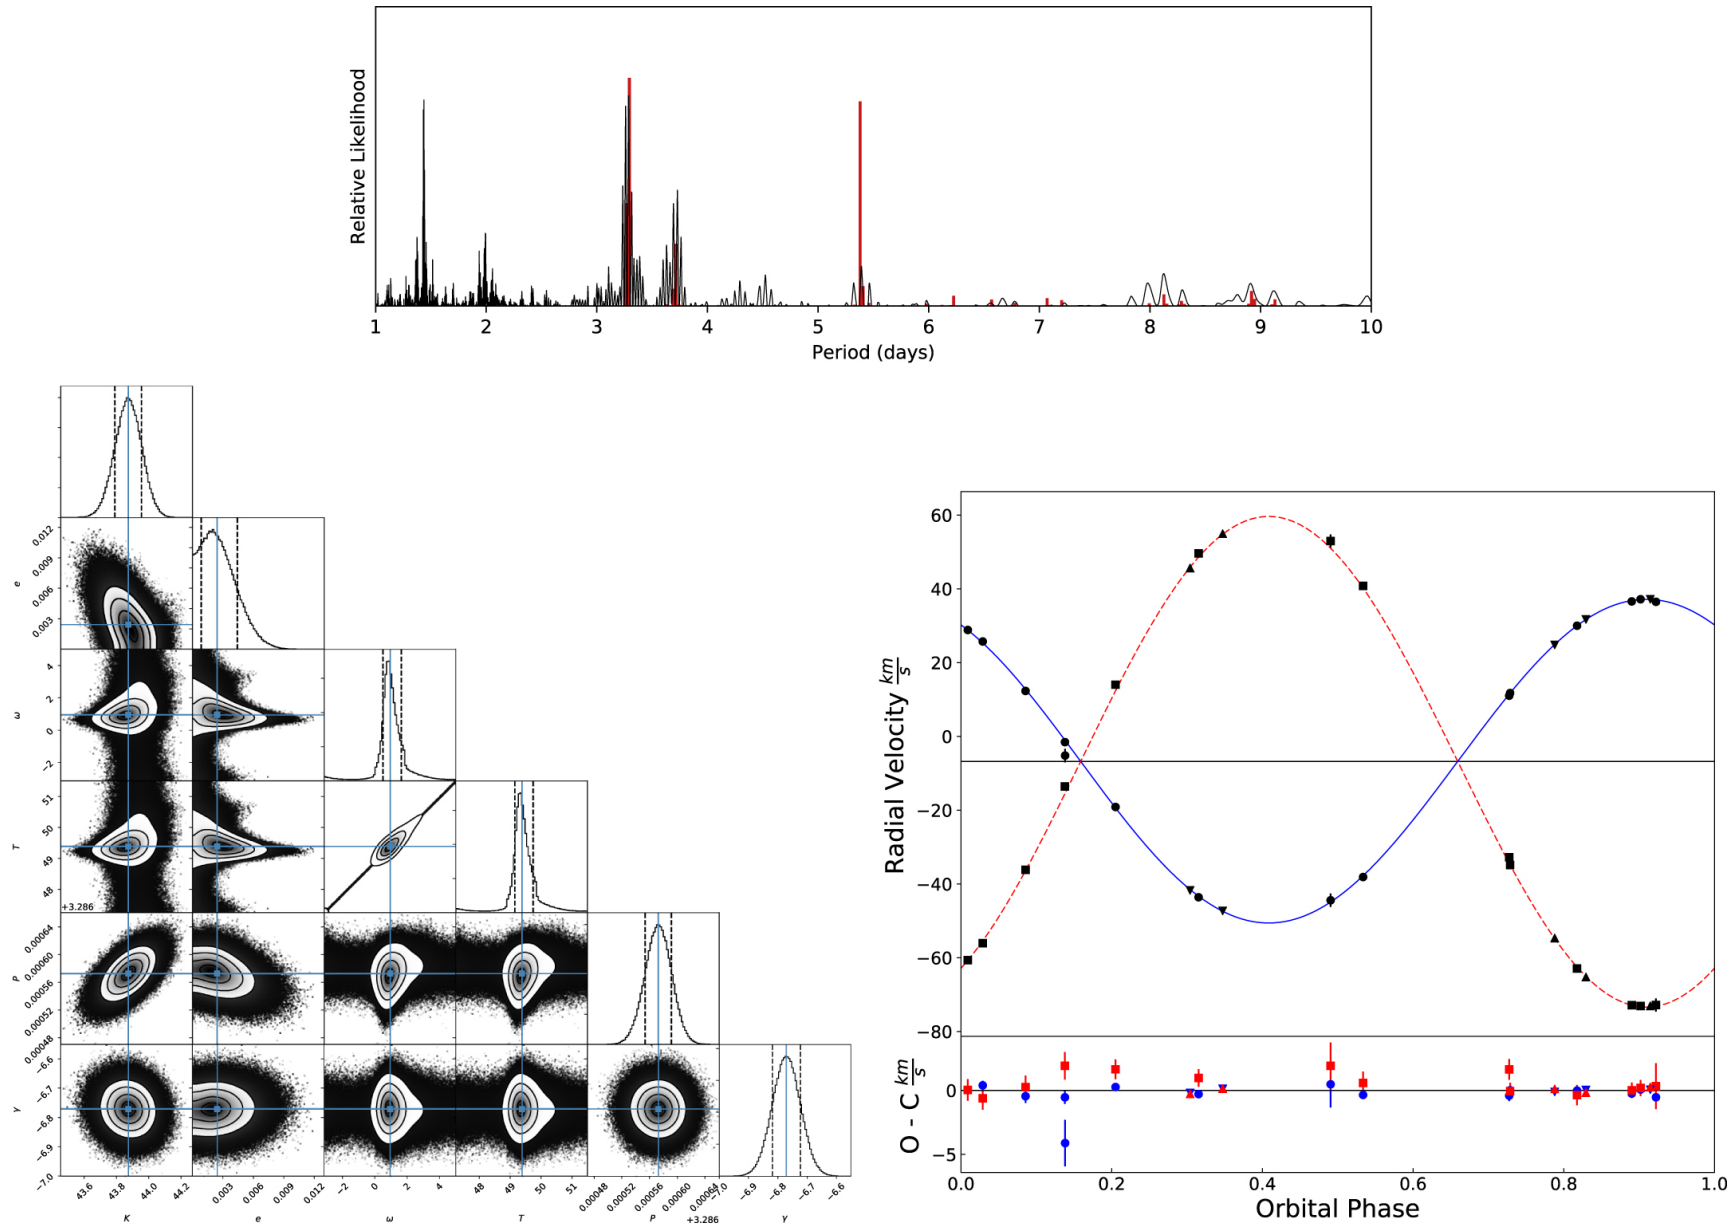 Relative Likelihood
1 2 3 4 5 6 7 8 9 10
Period (days)
0.012
0.009
0.006
0.003
e
4
2
0
−2
ω
51
50
49
48
T
+3.286
0.00064
0.00060
0.00056
0.00052
0.00048
P
−6.6
−6.7
−6.8
−6.9
−7.0
γ
43.6 43.8 44.0 44.2
K
0.003 0.006 0.009 0.012
e
−2 0 2 4
ω
48 49 50 51
T
0.00048 0.00052 0.00056 0.00060 0.00064
P
+3.286
−7.0 −6.9 −6.8 −6.7 −6.6
γ
60
40
20
0
−20
−40
−60
−80
Radial Velocity km/s
0
−5
O - C km/s
0.0 0.2 0.4 0.6 0.8 1.0
Orbital Phase